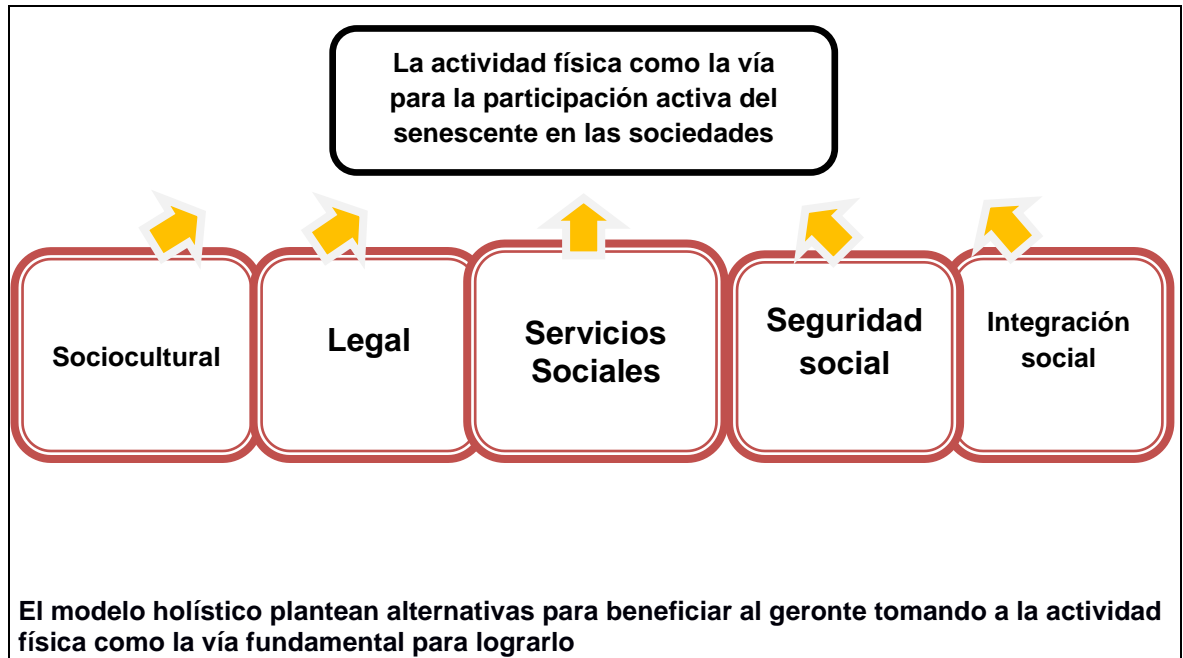 La actividad física como la vía
para la participación activa del
senescente en las sociedades
Sociocultural
Legal
Servicios
Sociales
Seguridad
social
Integración
social
El modelo holístico plantean alternativas para beneficiar al geronte tomando a la actividad
física como la vía fundamental para lograrlo